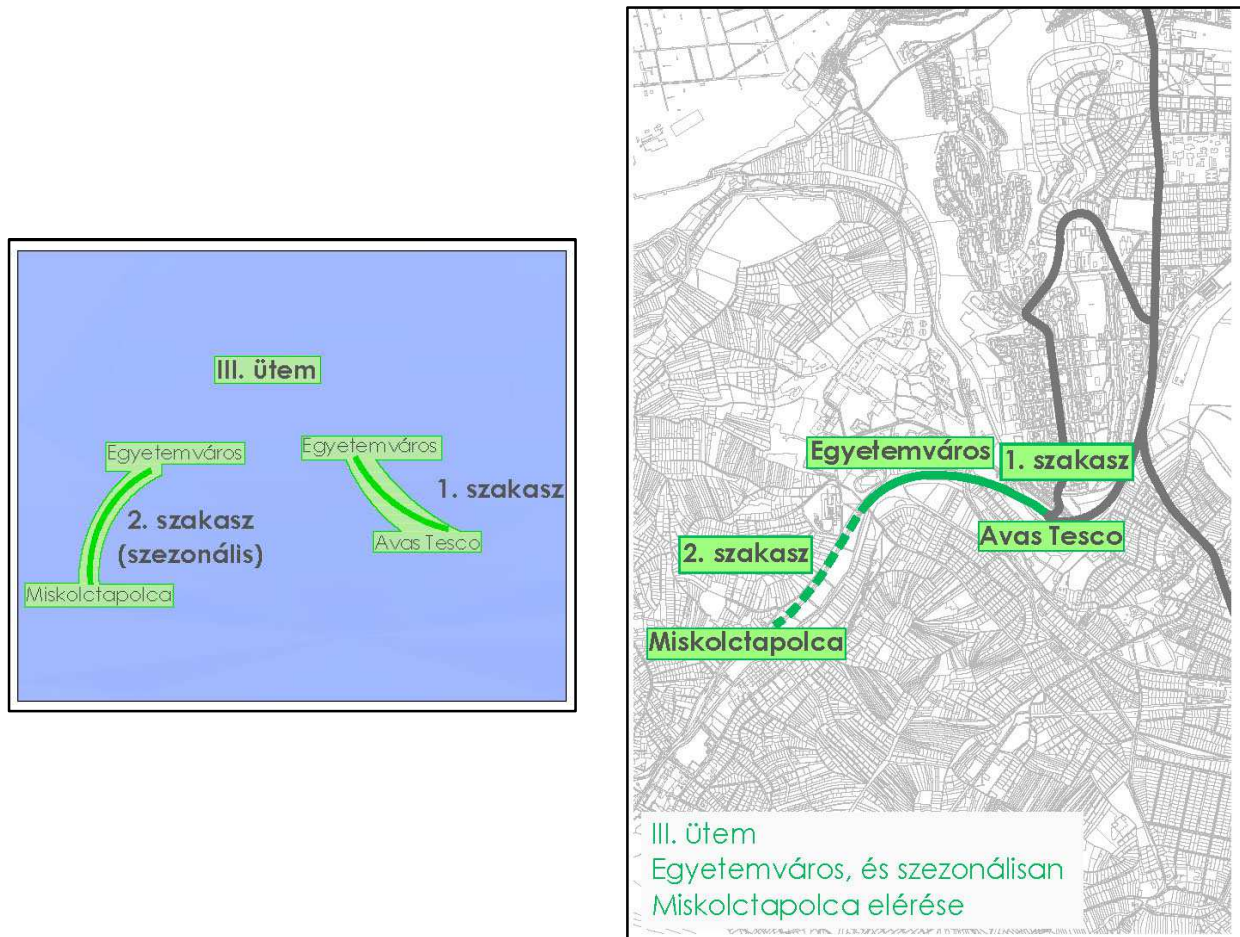 III. ütem
Egyetemváros
Egyetemváros
1. szakasz
2. szakasz
(szezonális)
Avas Tesco
Miskolctapolca
Egyetemváros
1. szakasz
Avas Tesco
2. szakasz
Miskolctapolca
III. ütem
Egyetemváros, és szezonálisan
Miskolctapolca elérése